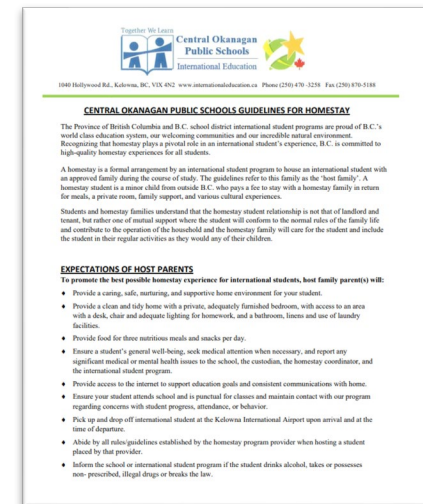 Together We Learn
Central Okanagan
Public Schools
International Education
1040 Hollywood Rd., Kelowna, BC, V1X 4N2 www.internationaleducation.ca Phone (250) 470 -3258 Fax (250) 870-5188
CENTRAL OKANAGAN PUBLIC SCHOOLS GUIDELINES FOR HOMESTAY
The Province of British Columbia and B.C. school district international student programs are proud of B.C.'s
world class education system, our welcoming communities and our incredible natural environment.
Recognizing that homestay plays a pivotal role in an international student's experience, B.C. is committed to
high-quality homestay experiences for all students.
A homestay is a formal arrangement by an international student program to house an international student with
an approved family during the course of study. The guidelines refer to this family as the 'host family'. A
homestay student is a minor child from outside B.C. who pays a fee to stay with a homestay family in return
for meals, a private room, family support, and various cultural experiences.
Students and homestay families understand that the homestay student relationship is not that of landlord and
tenant, but rather one of mutual support where the student will conform to the normal rules of the family life
and contribute to the operation of the household and the homestay family will care for the student and include
the student in their regular activities as they would any of their children.
EXPECTATIONS OF HOST PARENTS
To promote the best possible homestay experience for international students, host family parent(s) will:
♦ Provide a caring, safe, nurturing, and supportive home environment for your student.
♦ Provide a clean and tidy home with a private, adequately furnished bedroom, with access to an area
with a desk, chair and adequate lighting for homework, and a bathroom, linens and use of laundry
facilities.
♦ Provide food for three nutritious meals and snacks per day.
♦ Ensure a student's general well-being, seek medical attention when necessary, and report any
significant medical or mental health issues to the school, the custodian, the homestay coordinator, and
the international student program.
♦ Provide access to the internet to support education goals and consistent communications with home.
♦ Ensure your student attends school and is punctual for classes and maintain contact with our program
regarding concerns with student progress, attendance, or behavior.
♦ Pick up and drop off international student at the Kelowna International Airport upon arrival and at the
time of departure.
♦ Abide by all rules/guidelines established by the homestay program provider when hosting a student
placed by that provider.
♦ Inform the school or international student program if the student drinks alcohol, takes or possesses
non- prescribed, illegal drugs or breaks the law.